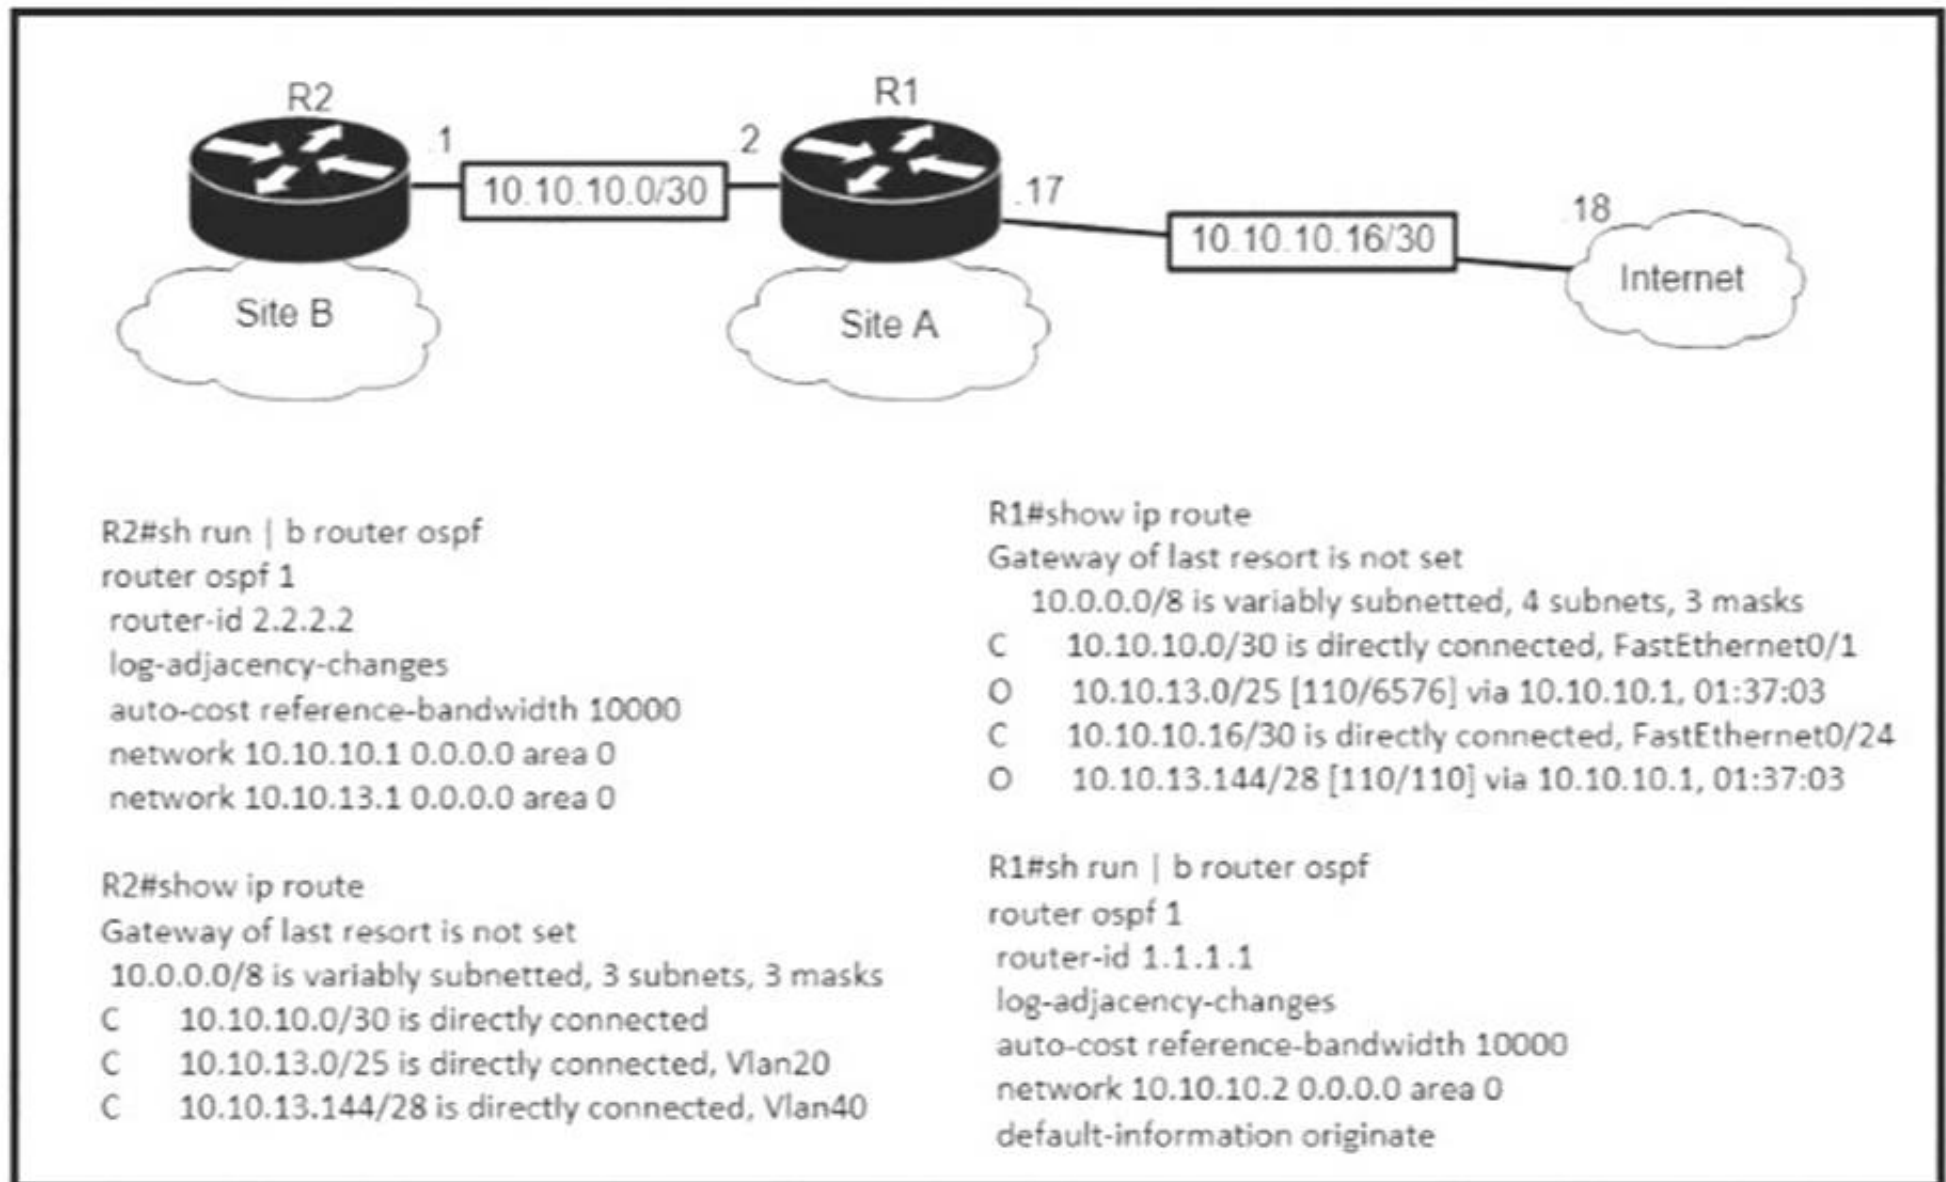 R2
R1
.1
.2
10.10.10.0/30
.17
10.10.10.16/30
.18
Internet
Site B
Site A
R2#sh run | b router ospf
router ospf 1
router-id 2.2.2.2
log-adjacency-changes
auto-cost reference-bandwidth 10000
network 10.10.10.1 0.0.0.0 area 0
network 10.10.13.1 0.0.0.0 area 0
R2#show ip route
Gateway of last resort is not set
10.0.0.0/8 is variably subnetted, 3 subnets, 3 masks
C 10.10.10.0/30 is directly connected
C 10.10.13.0/25 is directly connected, Vlan20
C 10.10.13.144/28 is directly connected, Vlan40
R1#show ip route
Gateway of last resort is not set
10.0.0.0/8 is variably subnetted, 4 subnets, 3 masks
C 10.10.10.0/30 is directly connected, FastEthernet0/1
O 10.10.13.0/25 [110/6576] via 10.10.10.1, 01:37:03
C 10.10.10.16/30 is directly connected, FastEthernet0/24
O 10.10.13.144/28 [110/110] via 10.10.10.1, 01:37:03
R1#sh run | b router ospf
router ospf 1
router-id 1.1.1.1
log-adjacency-changes
auto-cost reference-bandwidth 10000
network 10.10.10.2 0.0.0.0 area 0
default-information originate